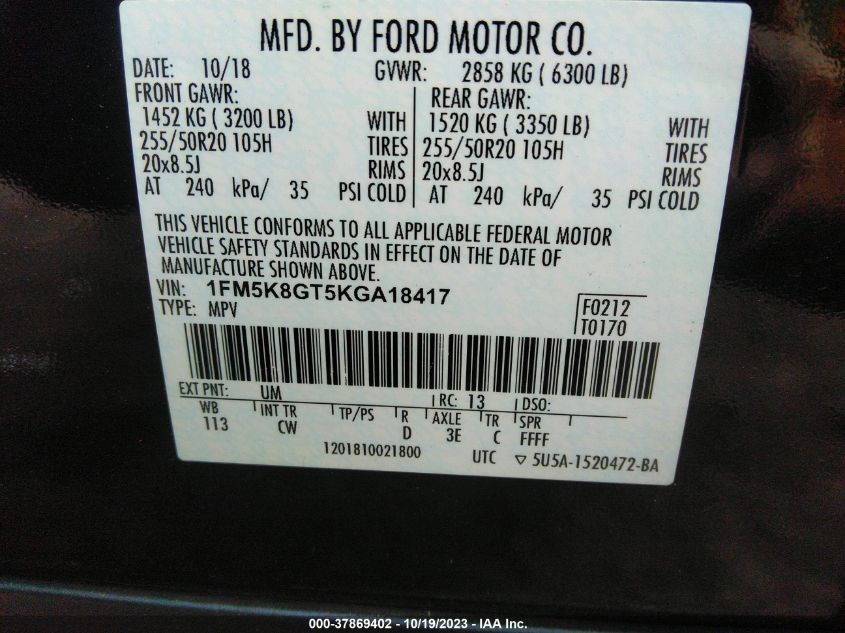 MFD. BY FORD MOTOR CO.
DATE: 10/18 GVWR: 2858 KG ( 6300 LB)
FRONT GAWR: REAR GAWR:
1452 KG ( 3200 LB) WITH 1520 KG ( 3350 LB) WITH
255/50R20 105H TIRES 255/50R20 105H TIRES
20x8.5J RIMS 20x8.5J RIMS
AT 240 kPa/ 35 PSI COLD AT 240 kPa/ 35 PSI COLD
THIS VEHICLE CONFORMS TO ALL APPLICABLE FEDERAL MOTOR
VEHICLE SAFETY STANDARDS IN EFFECT ON THE DATE OF
MANUFACTURE SHOWN ABOVE.
VIN: 1FM5K8GT5KGA18417 F0212
TYPE: MPV T0170
EXT PNT: UM RC: 13 DSO:
WB INT TR TP/PS R AXLE TR SPR
113 CW D 3E C FFFF
1201810021800 UTC ▽ 5U5A-1520472-BA
000-37869402 - 10/19/2023 - IAA Inc.